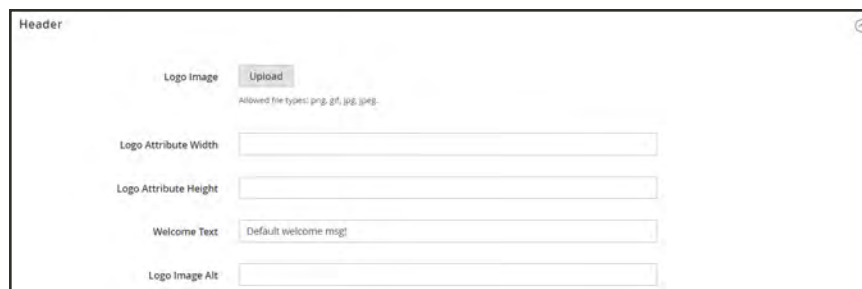 Header
Logo Image Upload
Allowed file types: png, gif, jpg, jpeg.
Logo Attribute Width
Logo Attribute Height
Welcome Text Default welcome msg!
Logo Image Alt